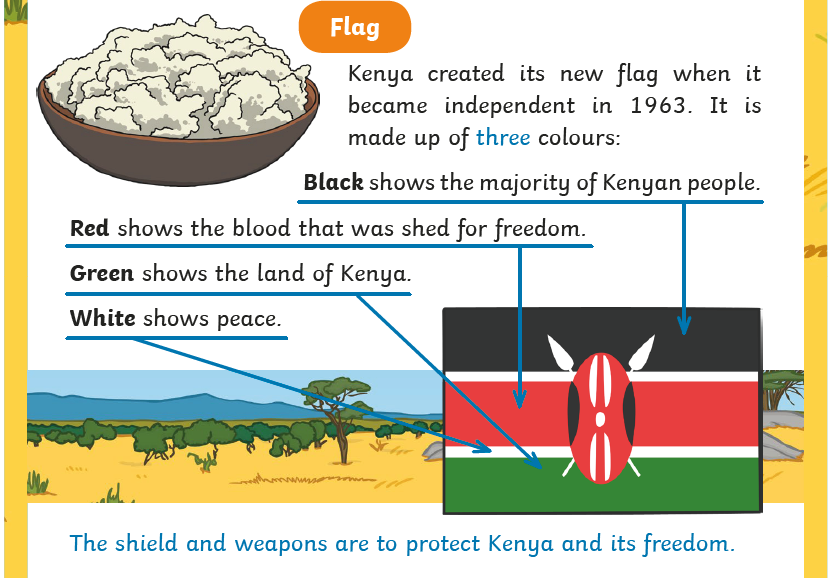 Flag
Kenya created its new flag when it
became independent in 1963. It is
made up of three colours:
Black shows the majority of Kenyan people.
Red shows the blood that was shed for freedom.
Green shows the land of Kenya.
White shows peace.
The shield and weapons are to protect Kenya and its freedom.